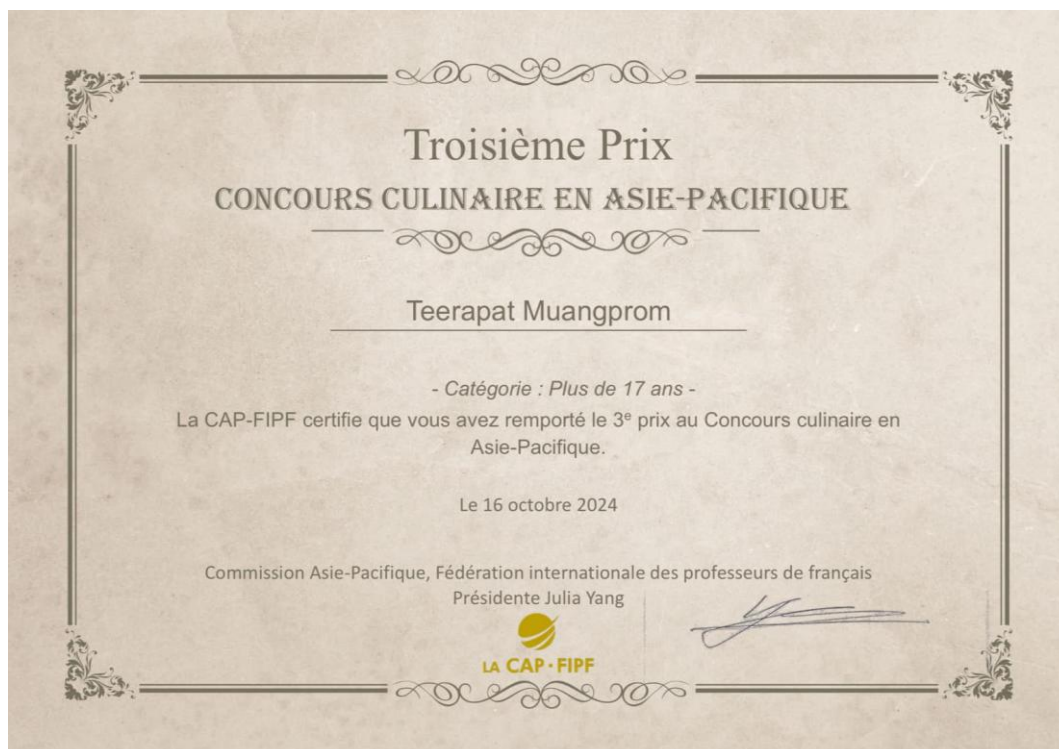 Troisième Prix
CONCOURS CULINAIRE EN ASIE-PACIFIQUE
Teerapat Muangprom
- Catégorie : Plus de 17 ans -
La CAP-FIPF certifie que vous avez remporté le 3ᵉ prix au Concours culinaire en
Asie-Pacifique.
Le 16 octobre 2024
Commission Asie-Pacifique, Fédération internationale des professeurs de français
Présidente Julia Yang
LA CAP·FIPF